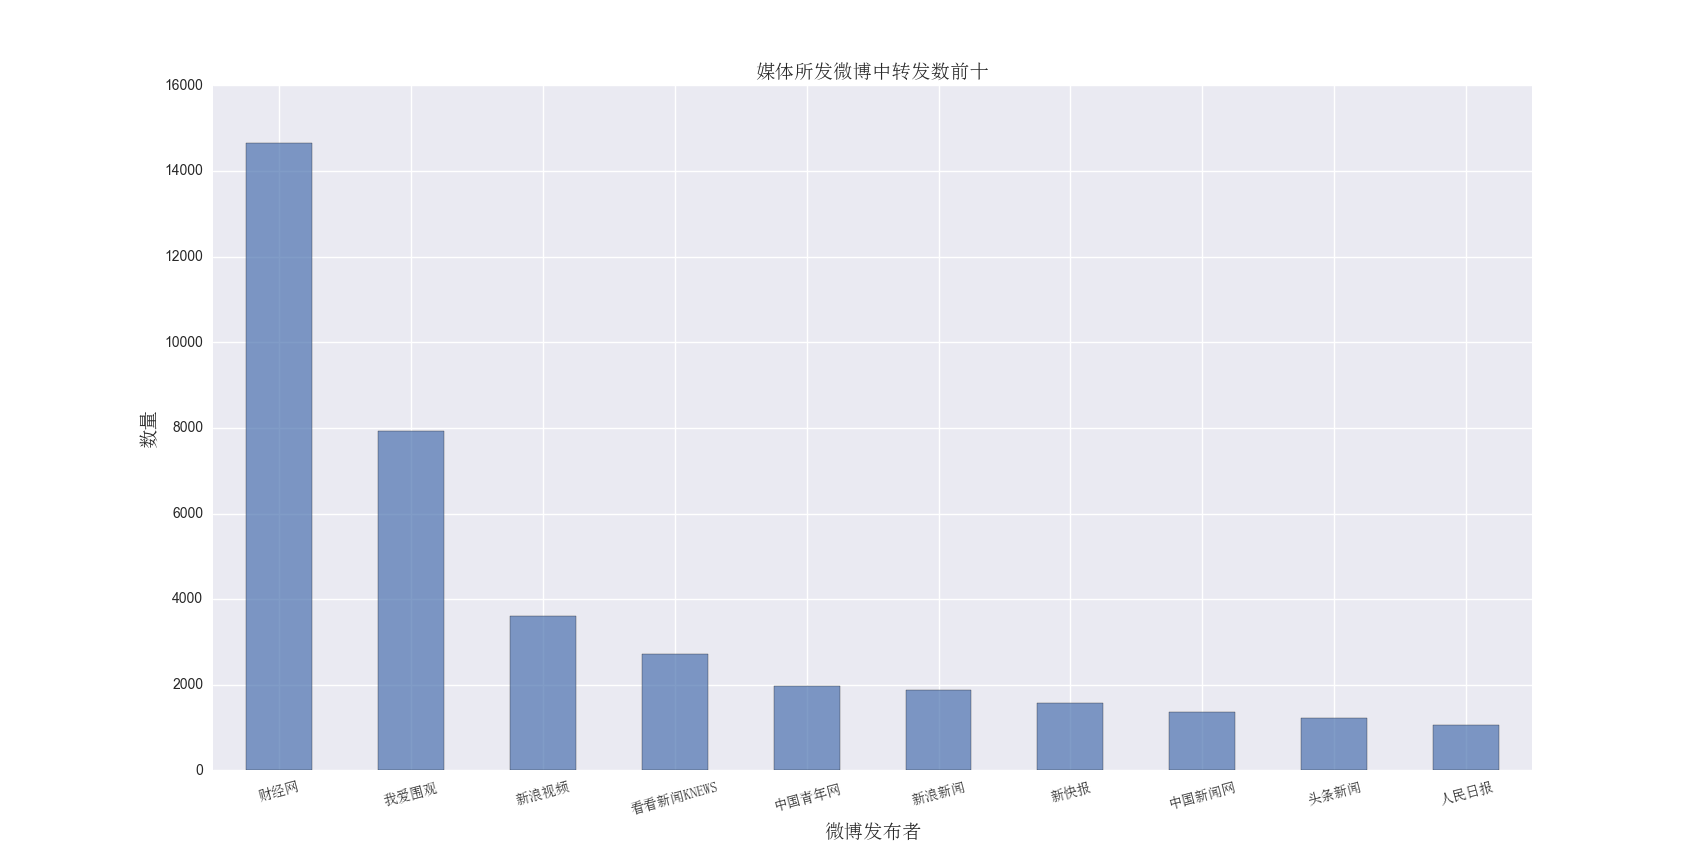 媒体所发微博中转发数前十
16000
14000
12000
10000
8000
6000
4000
2000
0
数量
财经网
我爱围观
新浪视频
看看新闻KNEWS
中国青年网
新浪新闻
新快报
中国新闻网
头条新闻
人民日报
微博发布者